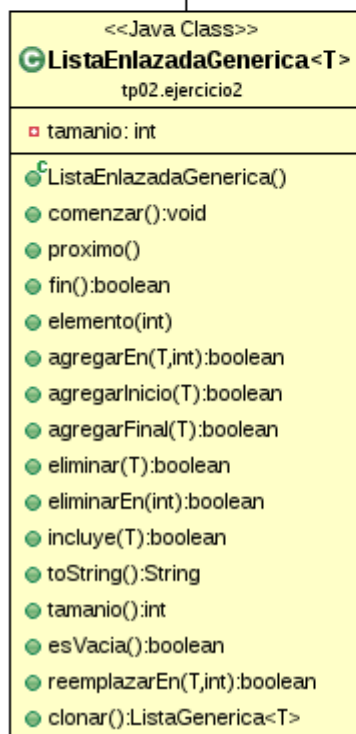 <<Java Class>>
C ListaEnlazadaGenerica<T>
tp02.ejercicio2
tamanio: int
C ListaEnlazadaGenerica()
comenzar():void
proximo()
fin():boolean
elemento(int)
agregarEn(T,int):boolean
agregarInicio(T):boolean
agregarFinal(T):boolean
eliminar(T):boolean
eliminarEn(int):boolean
incluye(T):boolean
toString():String
tamanio():int
esVacia():boolean
reemplazarEn(T,int):boolean
clonar():ListaGenerica<T>